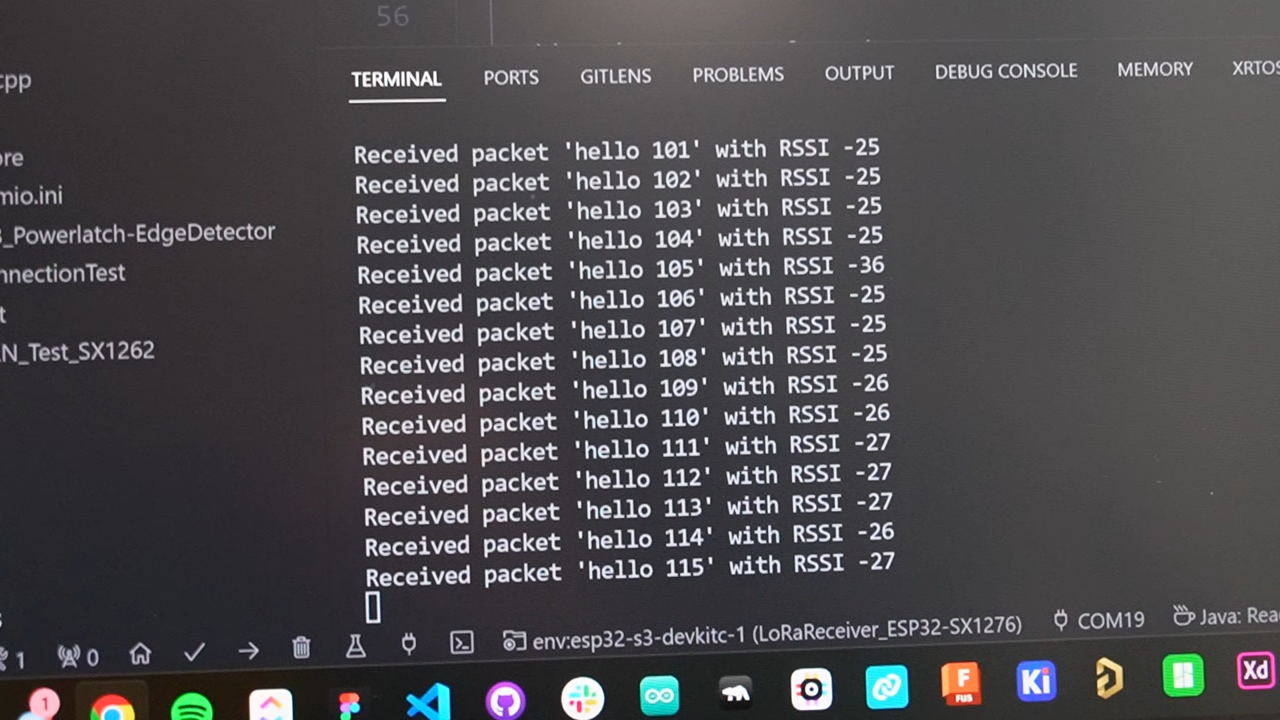 56
TERMINAL PORTS GITLENS PROBLEMS OUTPUT DEBUG CONSOLE MEMORY XRTOS
cpp
ore
mio.ini
_Powerlatch-EdgeDetector
nnectionTest
t
N_Test_SX1262
Received packet 'hello 101' with RSSI -25
Received packet 'hello 102' with RSSI -25
Received packet 'hello 103' with RSSI -25
Received packet 'hello 104' with RSSI -25
Received packet 'hello 105' with RSSI -36
Received packet 'hello 106' with RSSI -25
Received packet 'hello 107' with RSSI -25
Received packet 'hello 108' with RSSI -25
Received packet 'hello 109' with RSSI -26
Received packet 'hello 110' with RSSI -26
Received packet 'hello 111' with RSSI -27
Received packet 'hello 112' with RSSI -27
Received packet 'hello 113' with RSSI -27
Received packet 'hello 114' with RSSI -26
Received packet 'hello 115' with RSSI -27
1 0 env:esp32-s3-devkitc-1 (LoRaReceiver_ESP32-SX1276) COM19 Java: Rea
1 F FUS Ki Xd